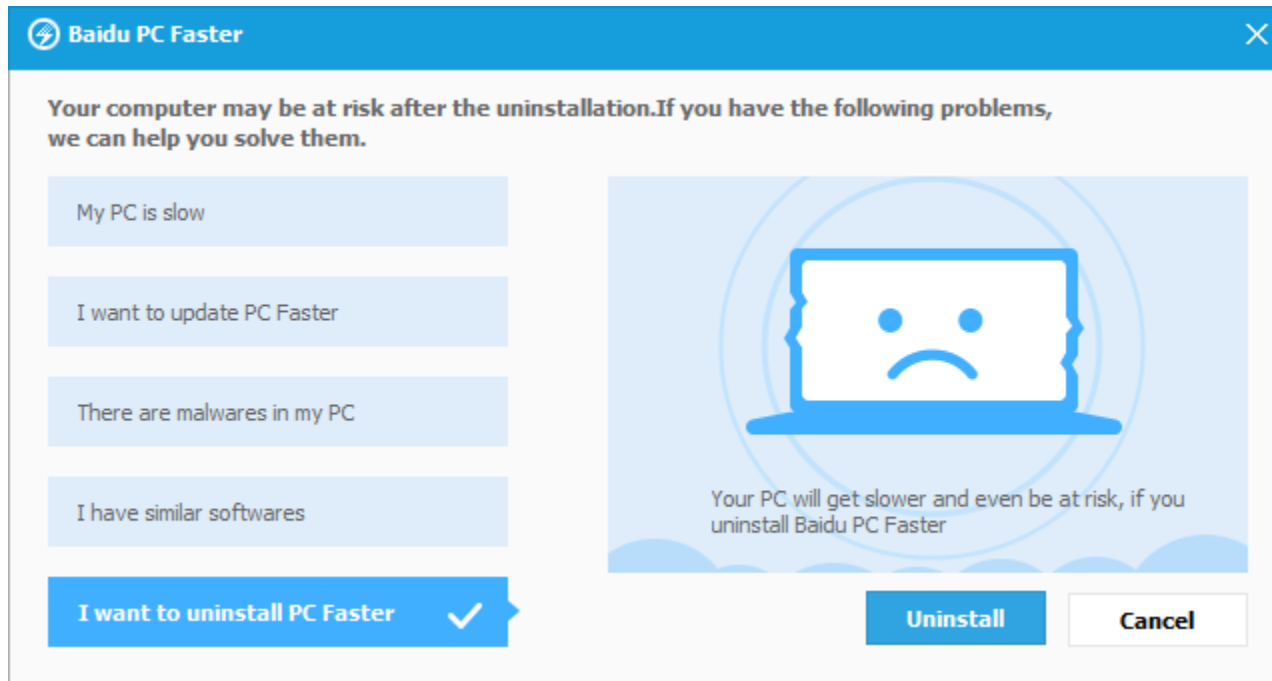 Baidu PC Faster
Your computer may be at risk after the uninstallation.If you have the following problems,
we can help you solve them.
My PC is slow
I want to update PC Faster
There are malwares in my PC
I have similar softwares
I want to uninstall PC Faster
Your PC will get slower and even be at risk, if you
uninstall Baidu PC Faster
Uninstall
Cancel